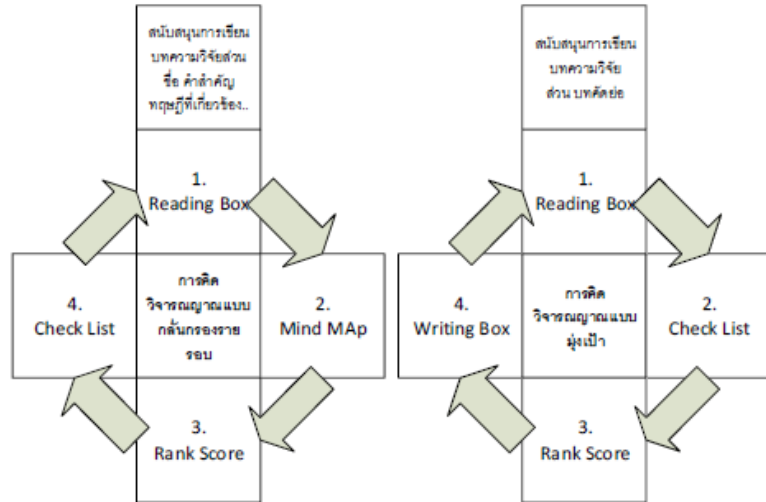 สนับสนุนการเขียน
บทความวิจัยส่วน
ชื่อ คำสำคัญ
ทฤษฎีที่เกี่ยวข้อง..
1.
Reading Box
4.
Check List
การคิด
วิจารณญาณแบบ
กลั่นกรองราย
รอบ
2.
Mind MAp
3.
Rank Score
สนับสนุนการเขียน
บทความวิจัย
ส่วน บทคัดย่อ
1.
Reading Box
4.
Writing Box
การคิด
วิจารณญาณแบบ
มุ่งเป้า
2.
Check List
3.
Rank Score